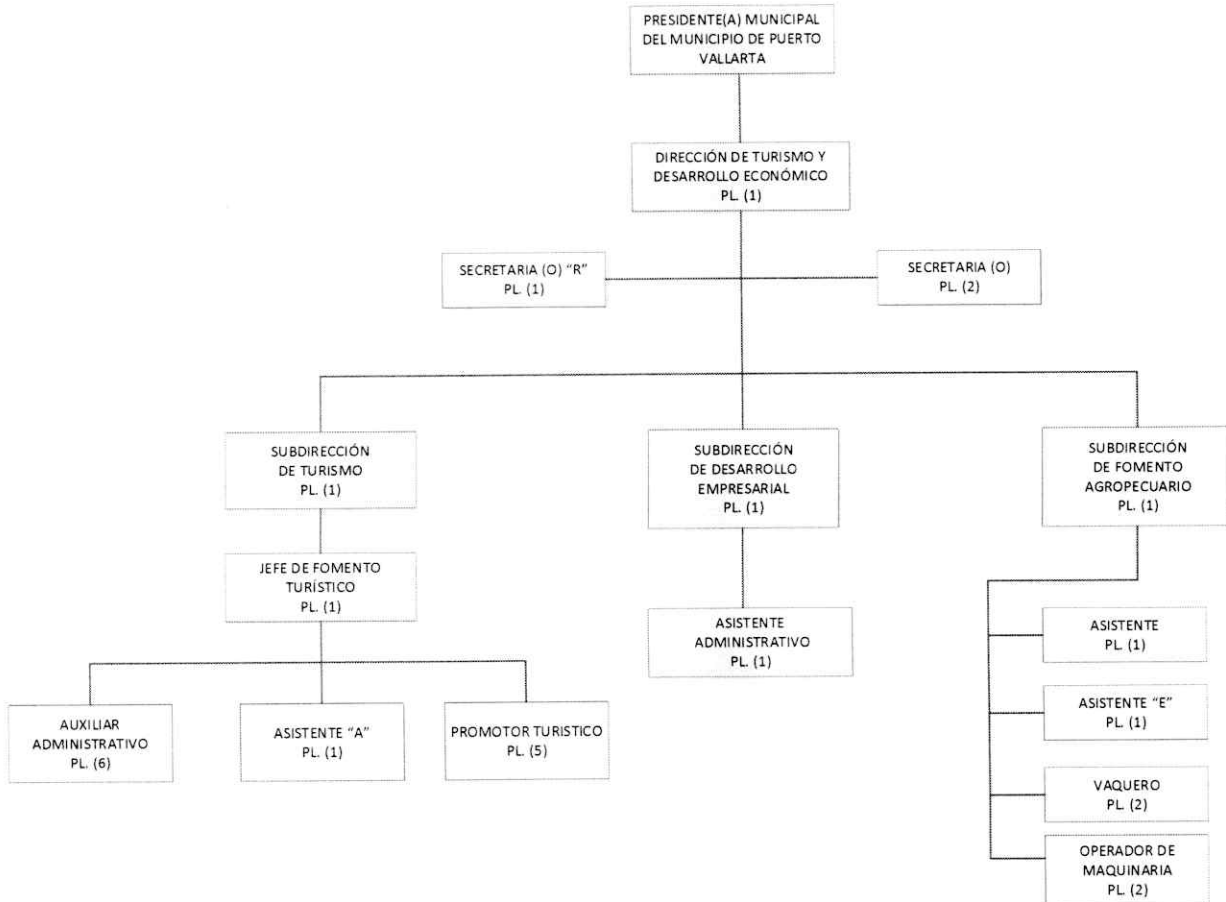 PRESIDENTE(A) MUNICIPAL
DEL MUNICIPIO DE PUERTO
VALLARTA
DIRECCIÓN DE TURISMO Y
DESARROLLO ECONÓMICO
PL. (1)
SECRETARIA (O) “R”
PL. (1)
SECRETARIA (O)
PL. (2)
SUBDIRECCIÓN
DE TURISMO
PL. (1)
SUBDIRECCIÓN
DE DESARROLLO
EMPRESARIAL
PL. (1)
SUBDIRECCIÓN
DE FOMENTO
AGROPECUARIO
PL. (1)
JEFE DE FOMENTO
TURÍSTICO
PL. (1)
ASISTENTE
ADMINISTRATIVO
PL. (1)
AUXILIAR
ADMINISTRATIVO
PL. (6)
ASISTENTE “A”
PL. (1)
PROMOTOR TURISTICO
PL. (5)
ASISTENTE
PL. (1)
ASISTENTE “E”
PL. (1)
VAQUERO
PL. (2)
OPERADOR DE
MAQUINARIA
PL. (2)